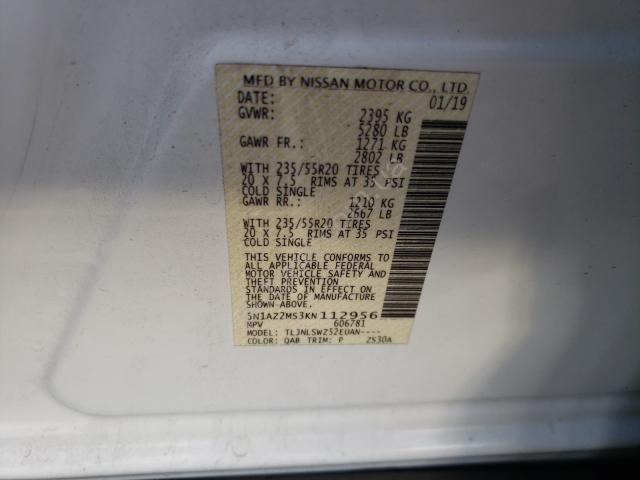 MFD BY NISSAN MOTOR CO., LTD.
DATE: 01/19
GVWR: 2395 KG
5280 LB
GAWR FR.: 1271 KG
2802 LB
WITH 235/55R20 TIRES
20 X 7.5 RIMS AT 35 PSI
COLD SINGLE
GAWR RR.: 1210 KG
2667 LB
WITH 235/55R20 TIRES
20 X 7.5 RIMS AT 35 PSI
COLD SINGLE
THIS VEHICLE CONFORMS TO
ALL APPLICABLE FEDERAL
MOTOR VEHICLE SAFETY AND
THEFT PREVENTION
STANDARDS IN EFFECT ON
THE DATE OF MANUFACTURE
SHOWN ABOVE.
5N1AZ2MS3KN112956
MPV 606781
MODEL: TLJNLSWZ52EUAN----
COLOR: QAB TRIM: P ZS30A